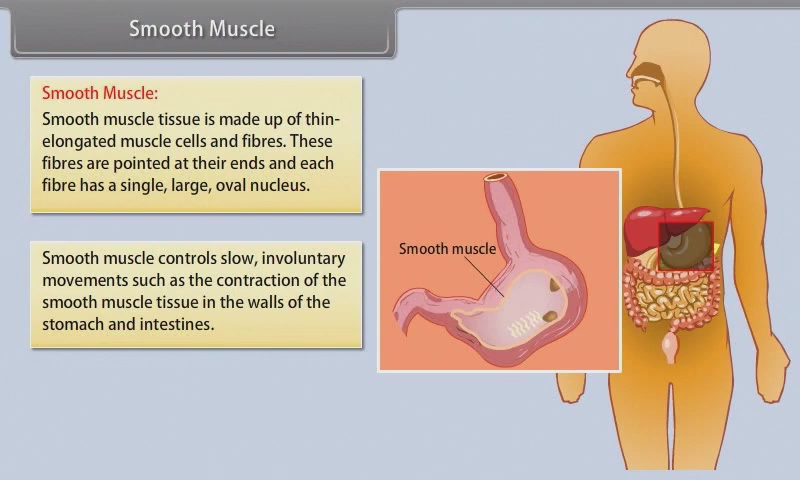 Smooth Muscle
Smooth Muscle:
Smooth muscle tissue is made up of thin-
elongated muscle cells and fibres. These
fibres are pointed at their ends and each
fibre has a single, large, oval nucleus.
Smooth muscle controls slow, involuntary
movements such as the contraction of the
smooth muscle tissue in the walls of the
stomach and intestines.
Smooth muscle